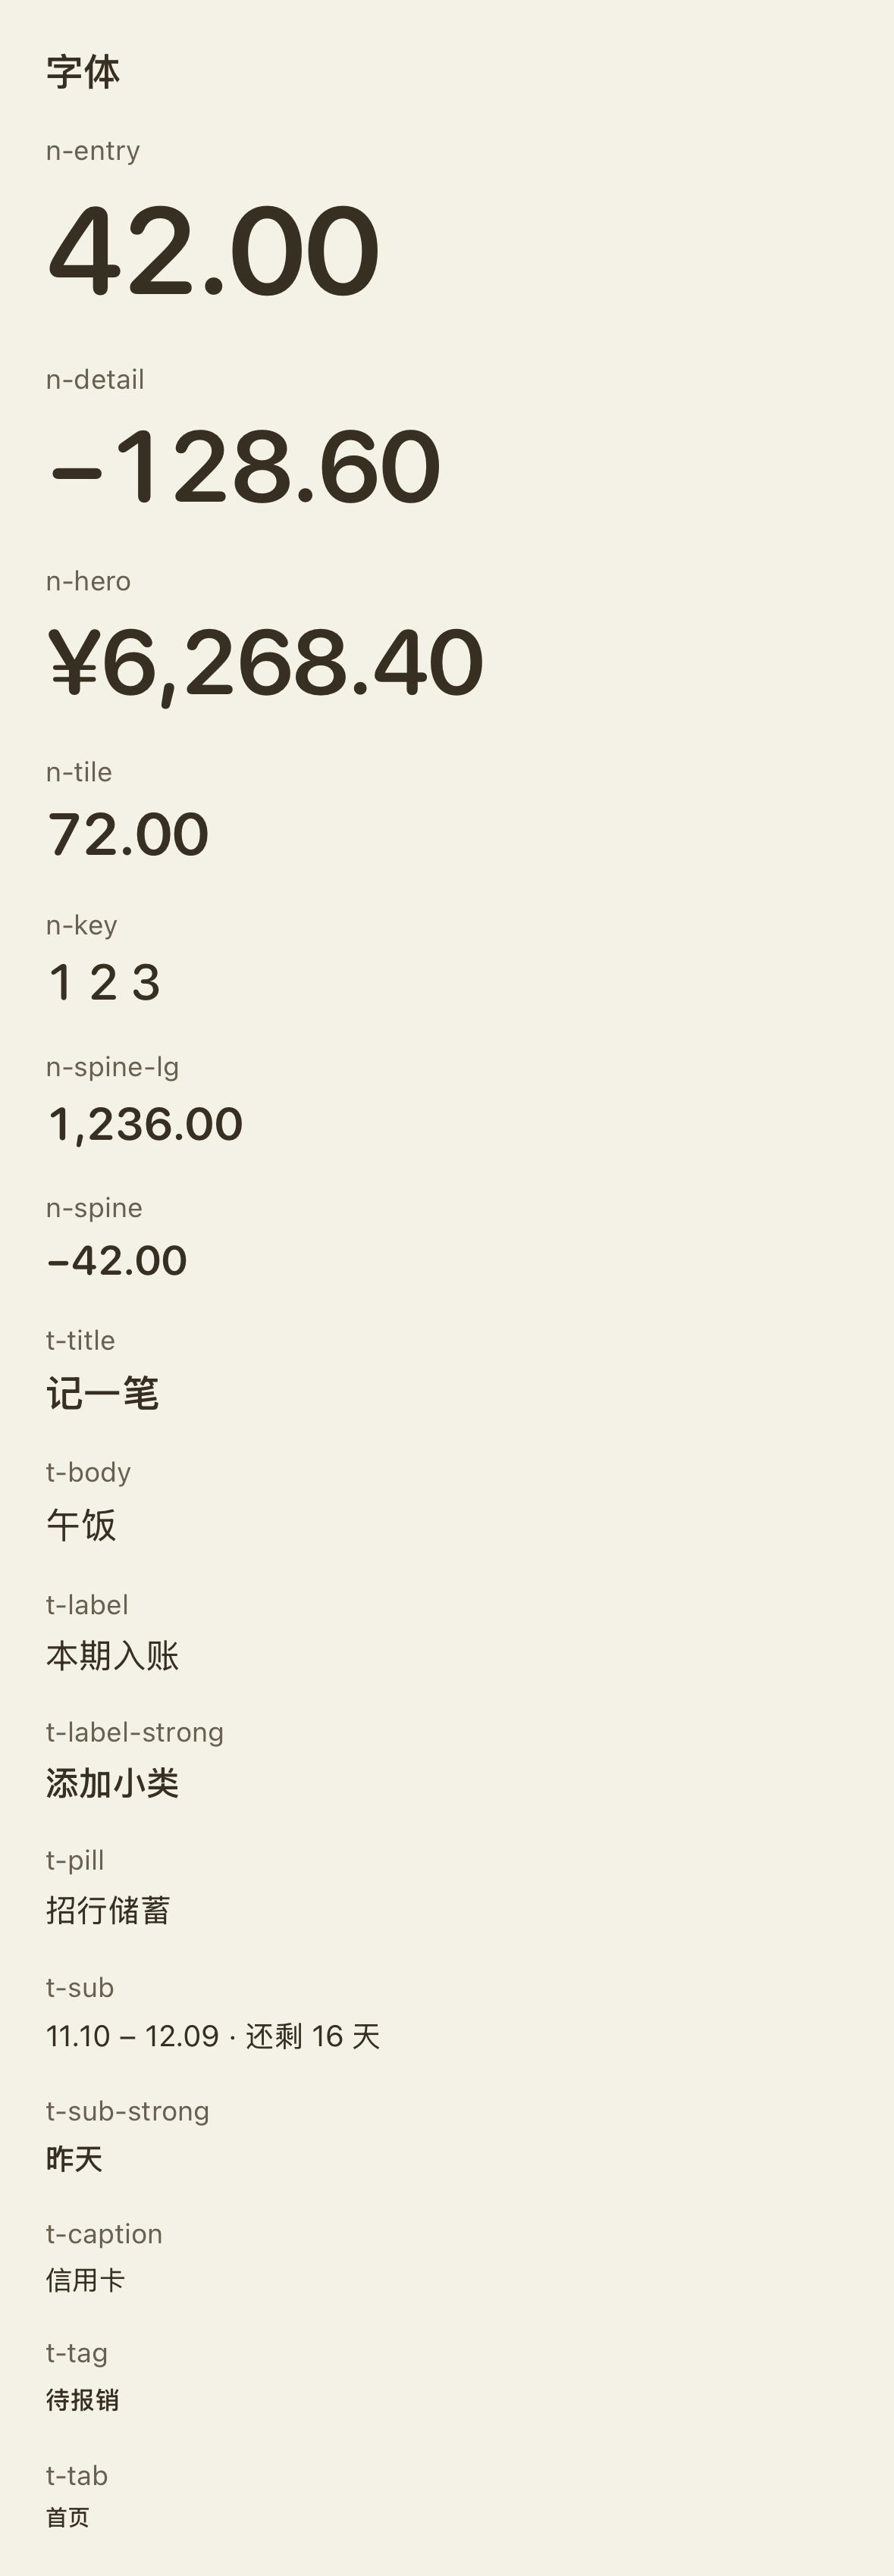 字体
n-entry
42.00
n-detail
−128.60
n-hero
¥6,268.40
n-tile
72.00
n-key
1 2 3
n-spine-lg
1,236.00
n-spine
−42.00
t-title
记一笔
t-body
午饭
t-label
本期入账
t-label-strong
添加小类
t-pill
招行储蓄
t-sub
11.10 – 12.09 · 还剩 16 天
t-sub-strong
昨天
t-caption
信用卡
t-tag
待报销
t-tab
首页